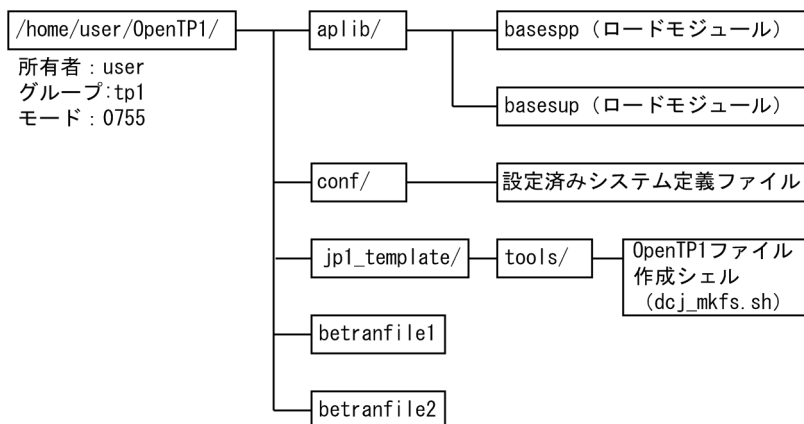 /home/user/OpenTP1/
所有者：user
グループ:tp1
モード：0755
aplib/
basespp（ロードモジュール）
basesup（ロードモジュール）
conf/
設定済みシステム定義ファイル
jp1_template/
tools/
OpenTP1ファイル
作成シェル
（dcj_mkfs.sh）
betranfile1
betranfile2